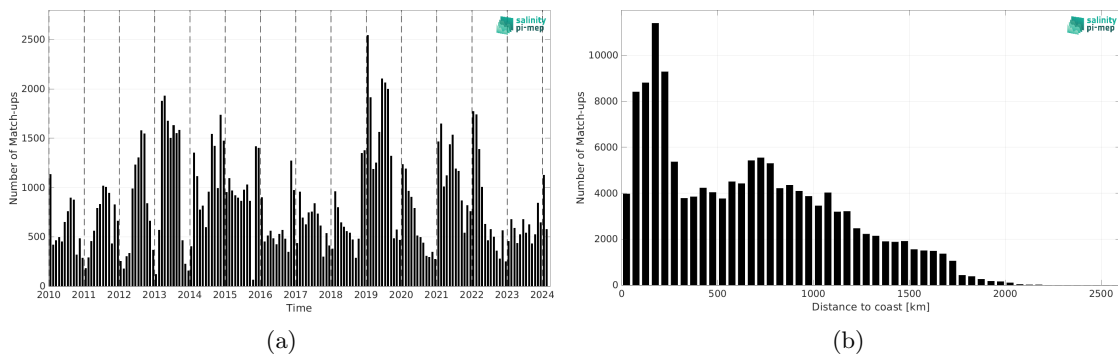 salinity
pi-mep
Number of Match-ups
2500
2000
1500
1000
500
0
2010 2011 2012 2013 2014 2015 2016 2017 2018 2019 2020 2021 2022 2023 2024
Time
(a)
salinity
pi-mep
Number of Match-ups
10000
8000
6000
4000
2000
0
0 500 1000 1500 2000 2500
Distance to coast [km]
(b)